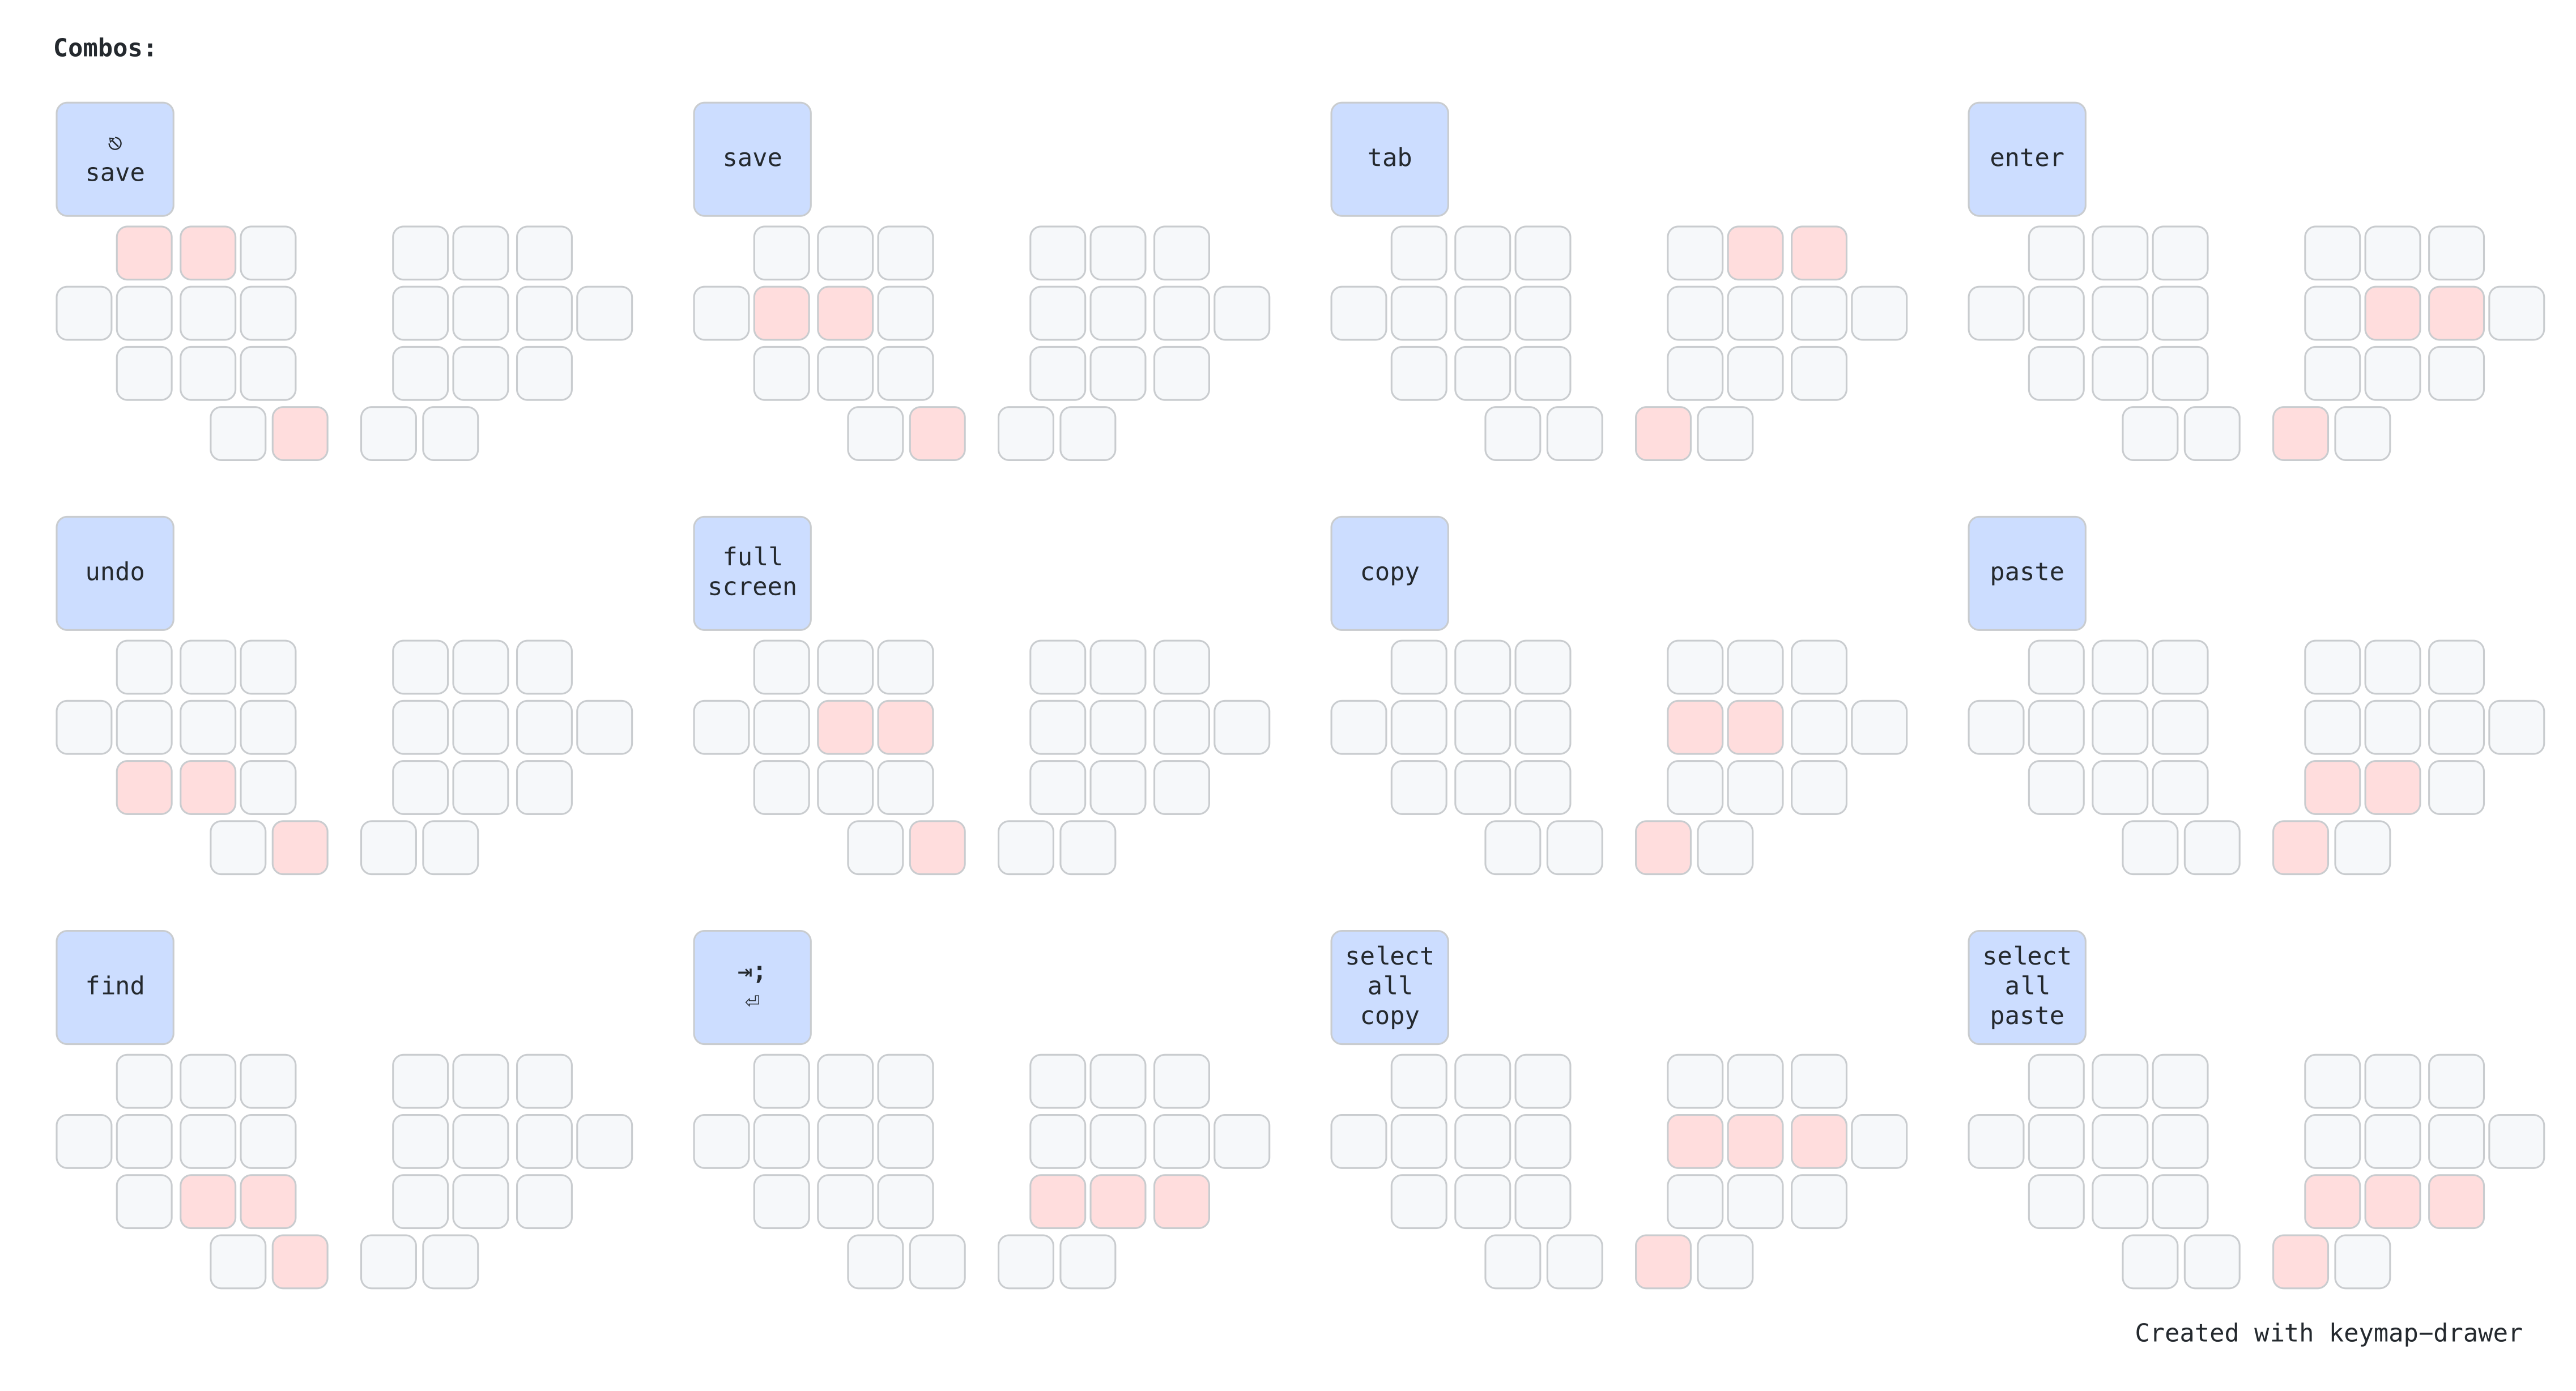 Combos:
⎋
save
save
tab
enter
undo
full
screen
copy
paste
find
⇥;
⏎
select
all
copy
select
all
paste
Created with keymap-drawer